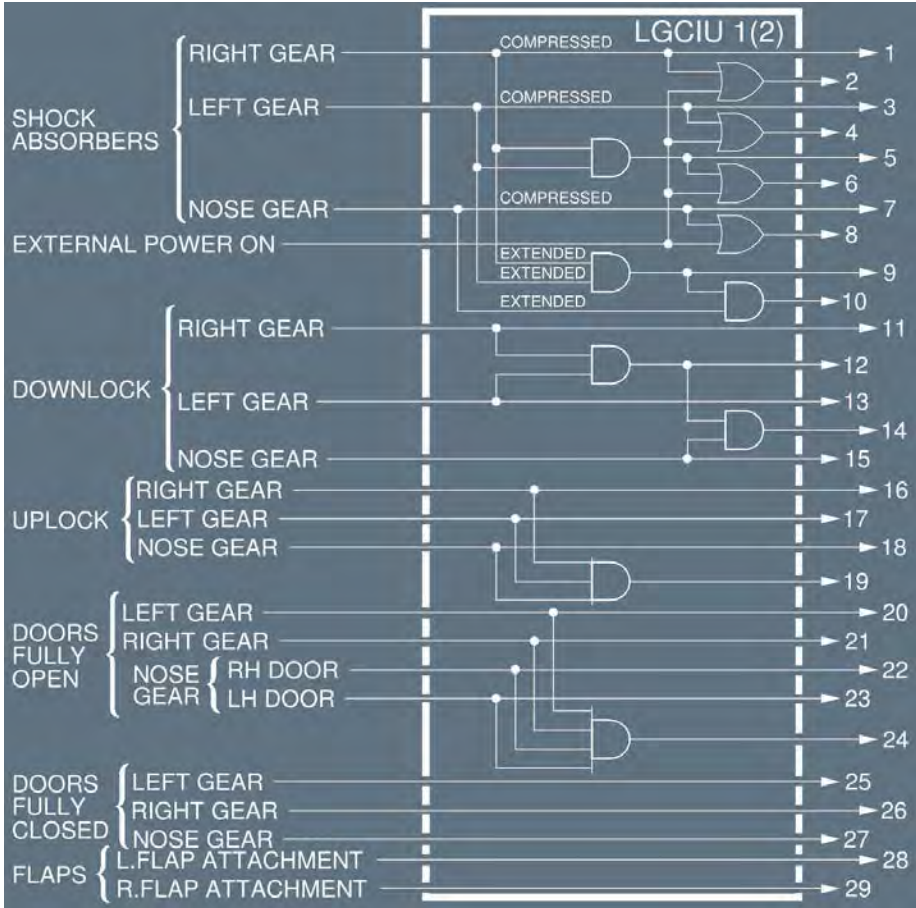 LGCIU 1(2)
SHOCK
ABSORBERS
RIGHT GEAR
COMPRESSED
1
2
LEFT GEAR
COMPRESSED
3
4
5
6
NOSE GEAR
COMPRESSED
7
8
EXTERNAL POWER ON
EXTENDED
EXTENDED
9
EXTENDED
10
DOWNLOCK
RIGHT GEAR
11
12
LEFT GEAR
13
14
NOSE GEAR
15
UPLOCK
RIGHT GEAR
16
LEFT GEAR
17
NOSE GEAR
18
19
DOORS
FULLY
OPEN
LEFT GEAR
20
RIGHT GEAR
21
NOSE
GEAR
RH DOOR
22
LH DOOR
23
24
DOORS
FULLY
CLOSED
LEFT GEAR
25
RIGHT GEAR
26
NOSE GEAR
27
FLAPS
L.FLAP ATTACHMENT
28
R.FLAP ATTACHMENT
29